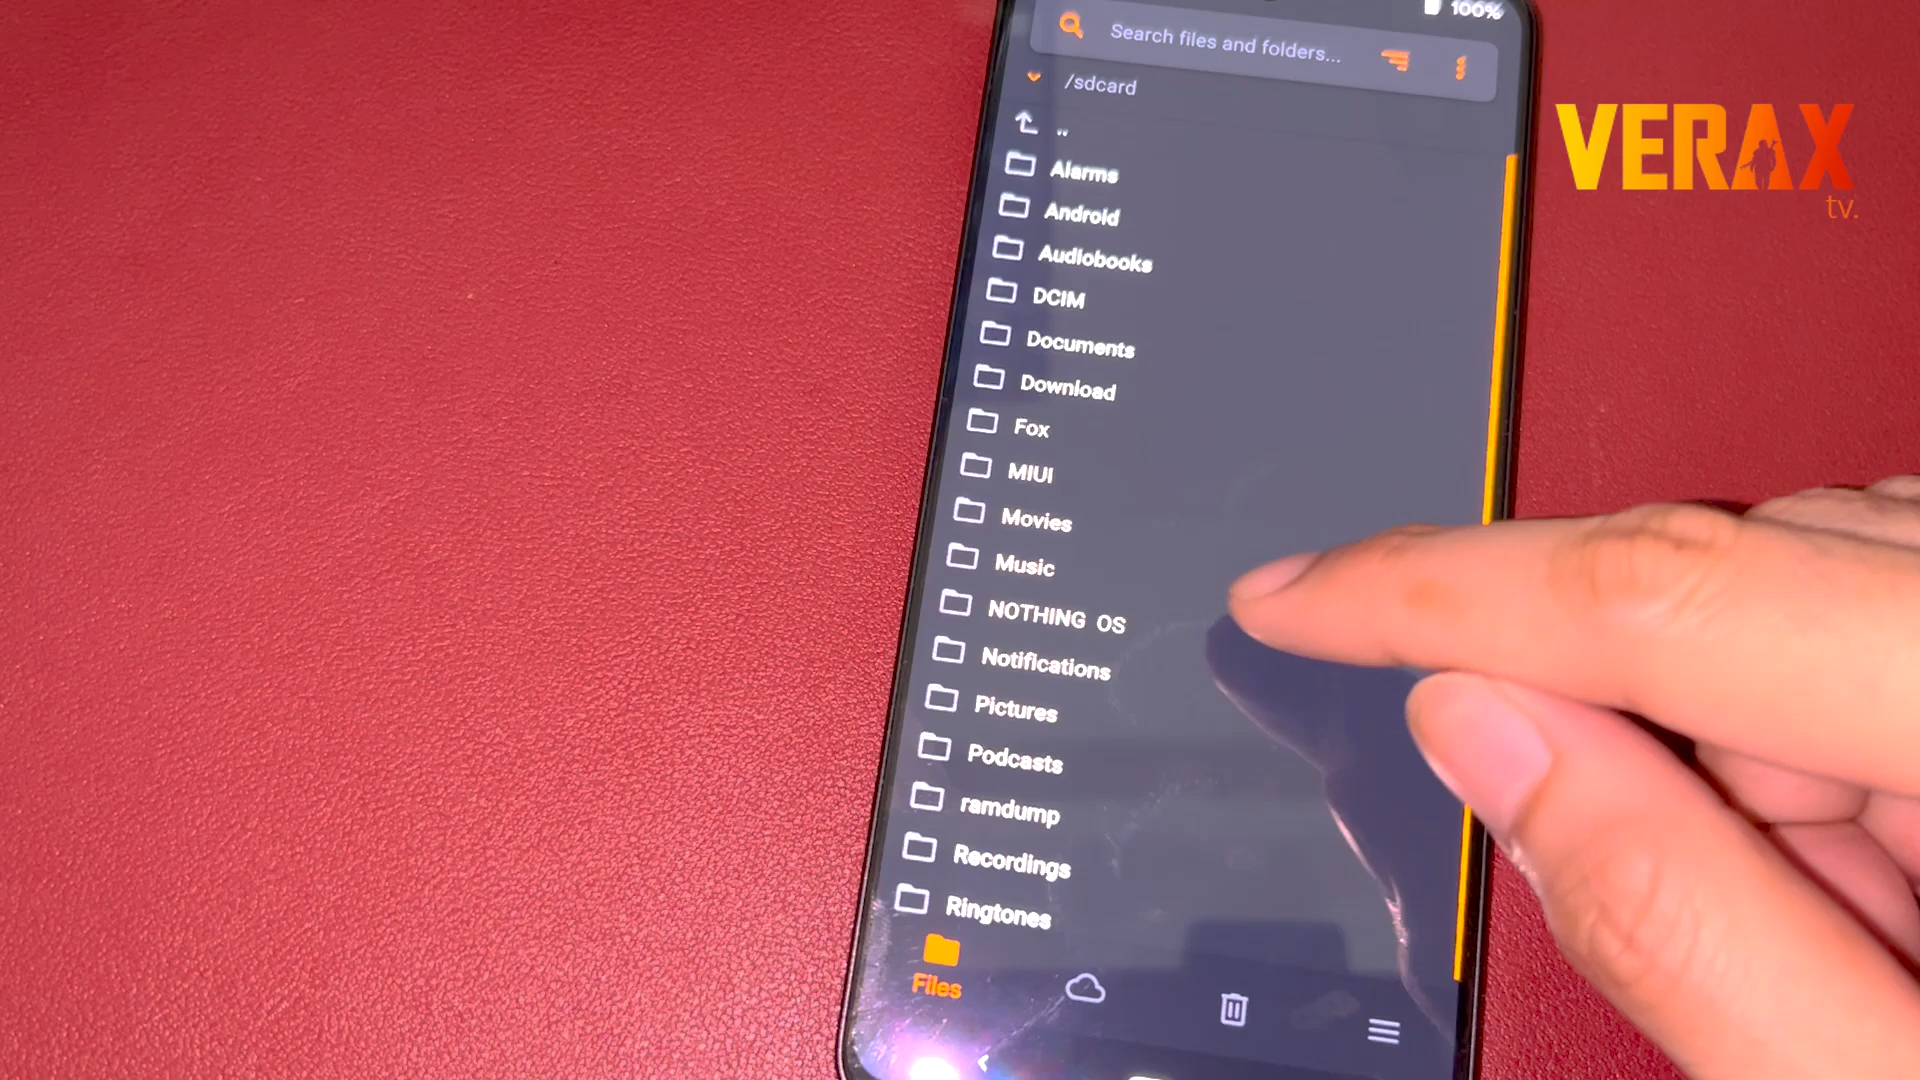 100%
Search files and folders...
/sdcard
..
Alarms
Android
Audiobooks
DCIM
Documents
Download
Fox
MIUI
Movies
Music
NOTHING OS
Notifications
Pictures
Podcasts
ramdump
Recordings
Ringtones
Files
VERAX
tv.